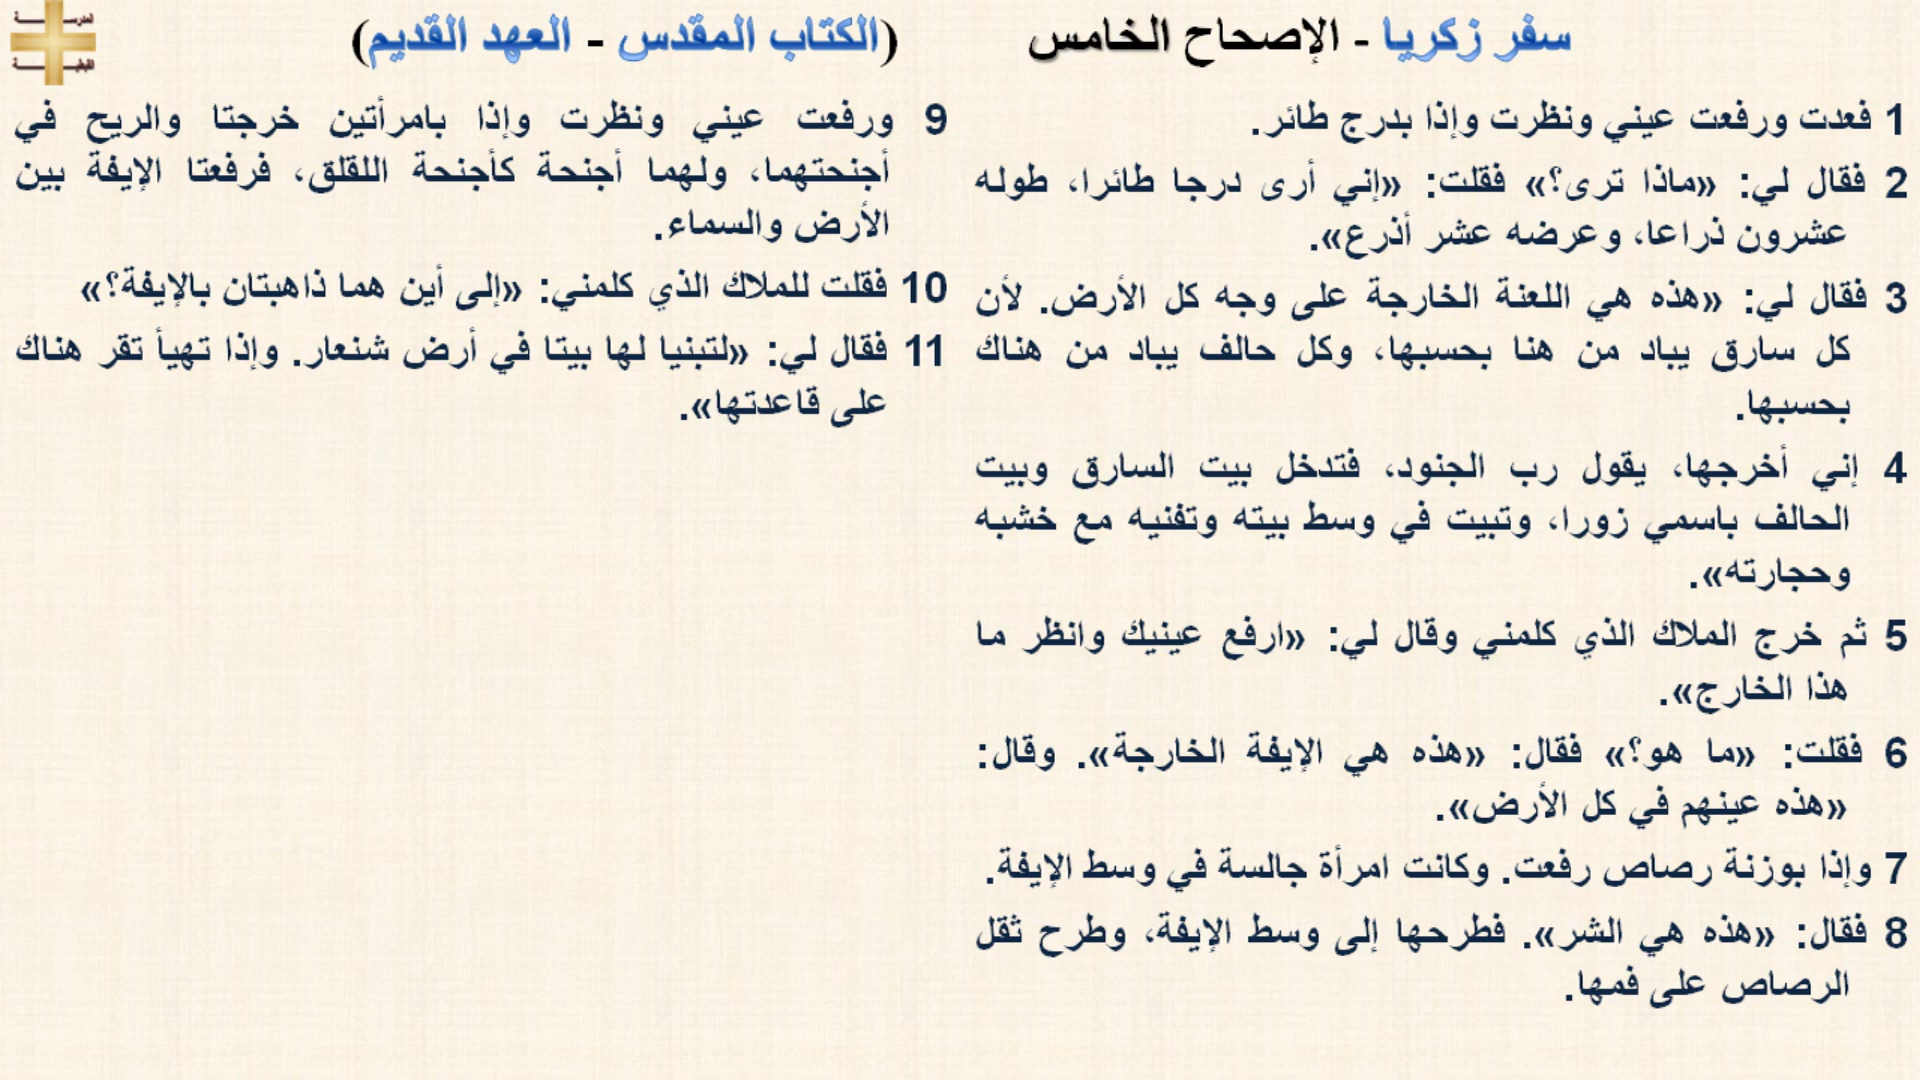 سفر زكريا - الإصحاح الخامس (الكتاب المقدس - العهد القديم)
1 فعدت ورفعت عيني ونظرت وإذا بدرج طائر.
2 فقال لي: «ماذا ترى؟» فقلت: «إني أرى درجا طائرا، طوله
عشرون ذراعا، وعرضه عشر أذرع».
3 فقال لي: «هذه هي اللعنة الخارجة على وجه كل الأرض. لأن
كل سارق يباد من هنا بحسبها، وكل حالف يباد من هناك
بحسبها.
4 إني أخرجها، يقول رب الجنود، فتدخل بيت السارق وبيت
الحالف باسمي زورا، وتبيت في وسط بيته وتفنيه مع خشبه
وحجارته».
5 ثم خرج الملاك الذي كلمني وقال لي: «ارفع عينيك وانظر ما
هذا الخارج».
6 فقلت: «ما هو؟» فقال: «هذه هي الإيفة الخارجة». وقال:
«هذه عينهم في كل الأرض».
7 وإذا بوزنة رصاص رفعت. وكانت امرأة جالسة في وسط الإيفة.
8 فقال: «هذه هي الشر». فطرحها إلى وسط الإيفة، وطرح ثقل
الرصاص على فمها.
9 ورفعت عيني ونظرت وإذا بامرأتين خرجتا والريح في
أجنحتهما، ولهما أجنحة كأجنحة اللقلق، فرفعتا الإيفة بين
الأرض والسماء.
10 فقلت للملاك الذي كلمني: «إلى أين هما ذاهبتان بالإيفة؟»
11 فقال لي: «لتبنيا لها بيتا في أرض شنعار. وإذا تهيأ تقر هناك
على قاعدتها».